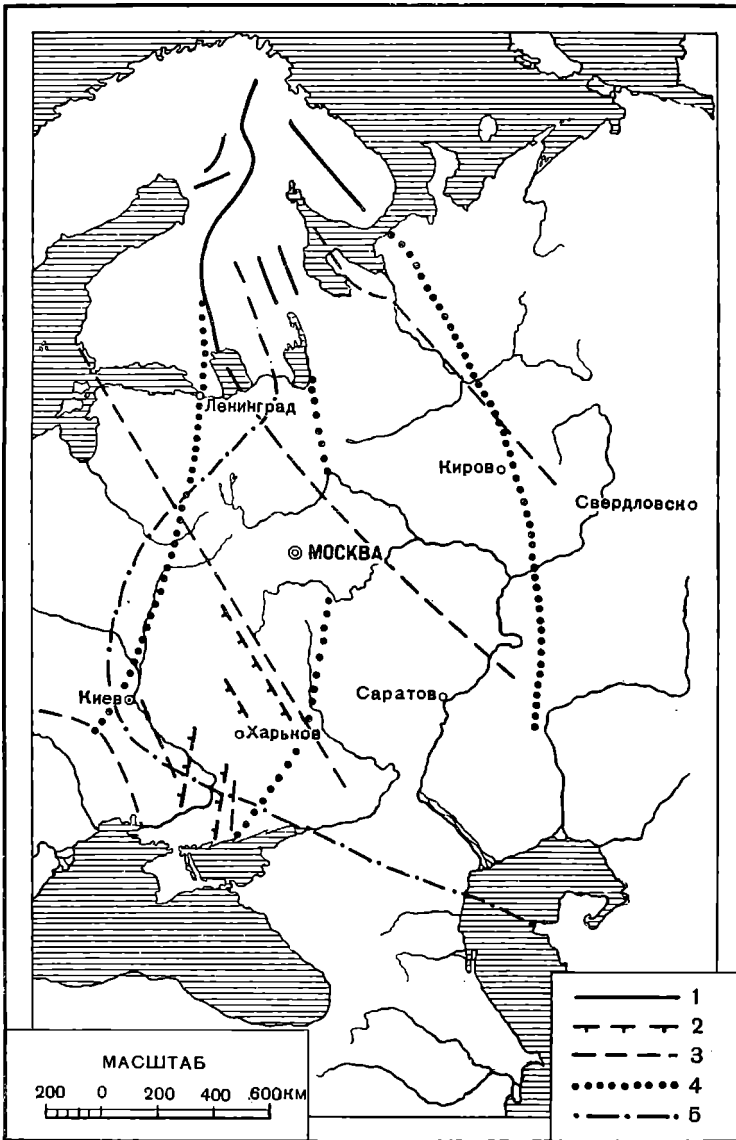 Ленинград
Киров
Свердловск
МОСКВА
Киев
Саратов
Харьков
1
2
3
4
5
МАСШТАБ
200 0 200 400 600км